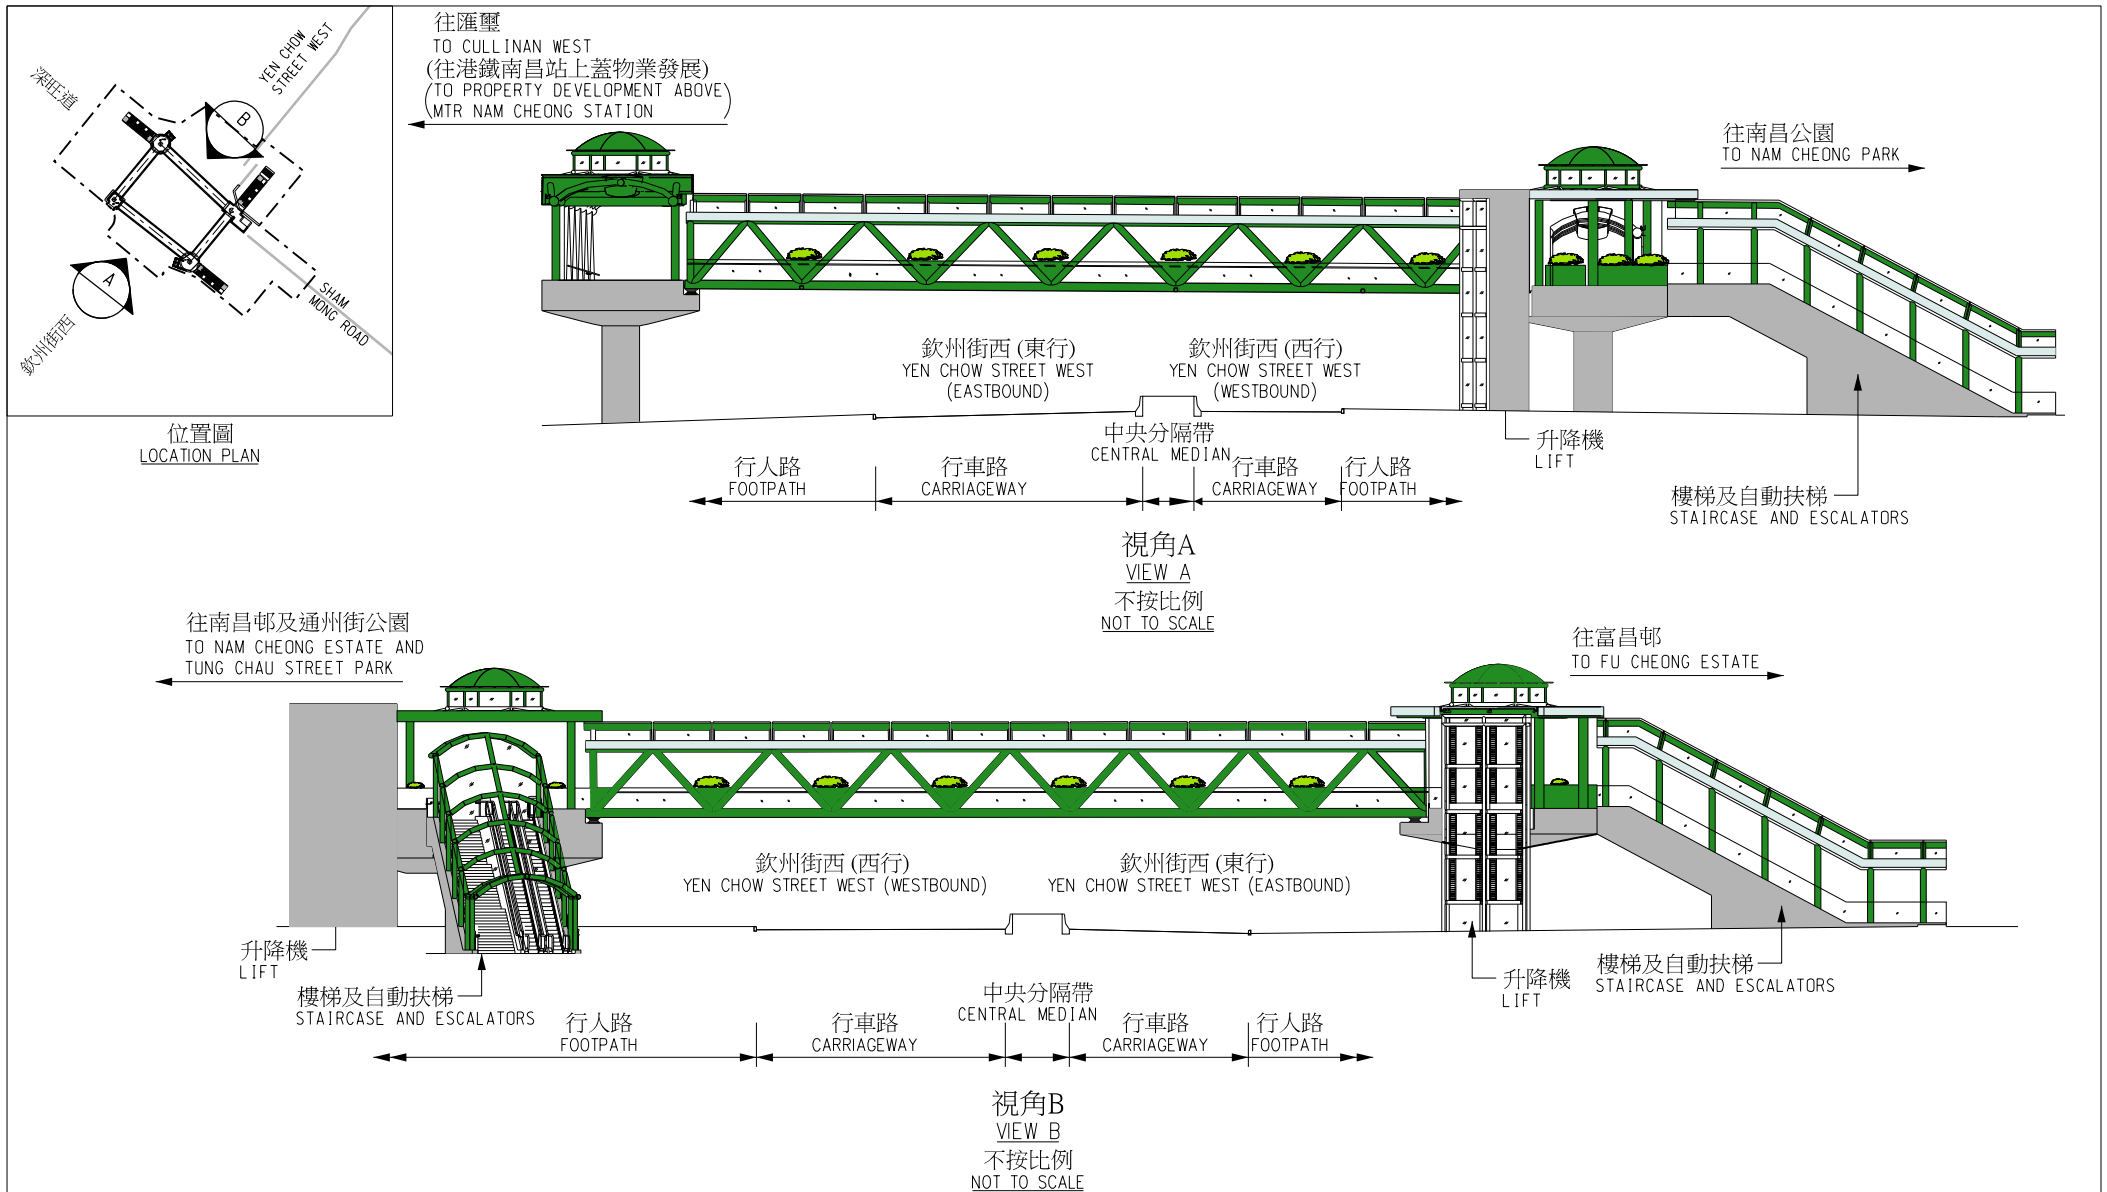 深旺道
YEN CHOW
STREET WEST
B
A
欽州街西
SHAM
MONG ROAD
位置圖
LOCATION PLAN
往匯璽
TO CULLINAN WEST
(往港鐵南昌站上蓋物業發展)
(TO PROPERTY DEVELOPMENT ABOVE
MTR NAM CHEONG STATION)
往南昌公園
TO NAM CHEONG PARK
欽州街西 (東行)
YEN CHOW STREET WEST
(EASTBOUND)
欽州街西 (西行)
YEN CHOW STREET WEST
(WESTBOUND)
中央分隔帶
CENTRAL MEDIAN
升降機
LIFT
行人路
FOOTPATH
行車路
CARRIAGEWAY
行車路
CARRIAGEWAY
行人路
FOOTPATH
樓梯及自動扶梯
STAIRCASE AND ESCALATORS
視角A
VIEW A
不按比例
NOT TO SCALE
往南昌邨及通州街公園
TO NAM CHEONG ESTATE AND
TUNG CHAU STREET PARK
往富昌邨
TO FU CHEONG ESTATE
欽州街西 (西行)
YEN CHOW STREET WEST (WESTBOUND)
欽州街西 (東行)
YEN CHOW STREET WEST (EASTBOUND)
升降機
LIFT
樓梯及自動扶梯
STAIRCASE AND ESCALATORS
升降機
LIFT
樓梯及自動扶梯
STAIRCASE AND ESCALATORS
中央分隔帶
CENTRAL MEDIAN
行人路
FOOTPATH
行車路
CARRIAGEWAY
行車路
CARRIAGEWAY
行人路
FOOTPATH
視角B
VIEW B
不按比例
NOT TO SCALE